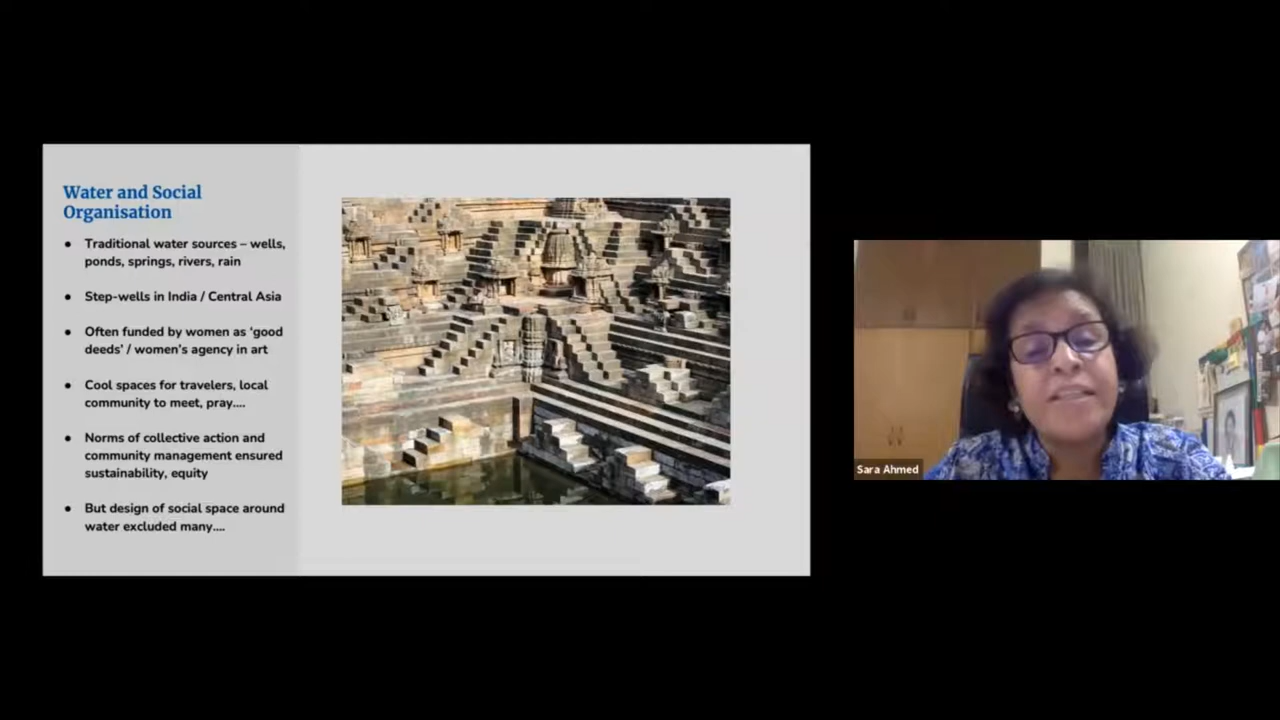 Water and Social
Organisation
● Traditional water sources – wells,
ponds, springs, rivers, rain
● Step-wells in India / Central Asia
● Often funded by women as ‘good
deeds’ / women’s agency in art
● Cool spaces for travelers, local
community to meet, pray....
● Norms of collective action and
community management ensured
sustainability, equity
● But design of social space around
water excluded many....
Sara Ahmed